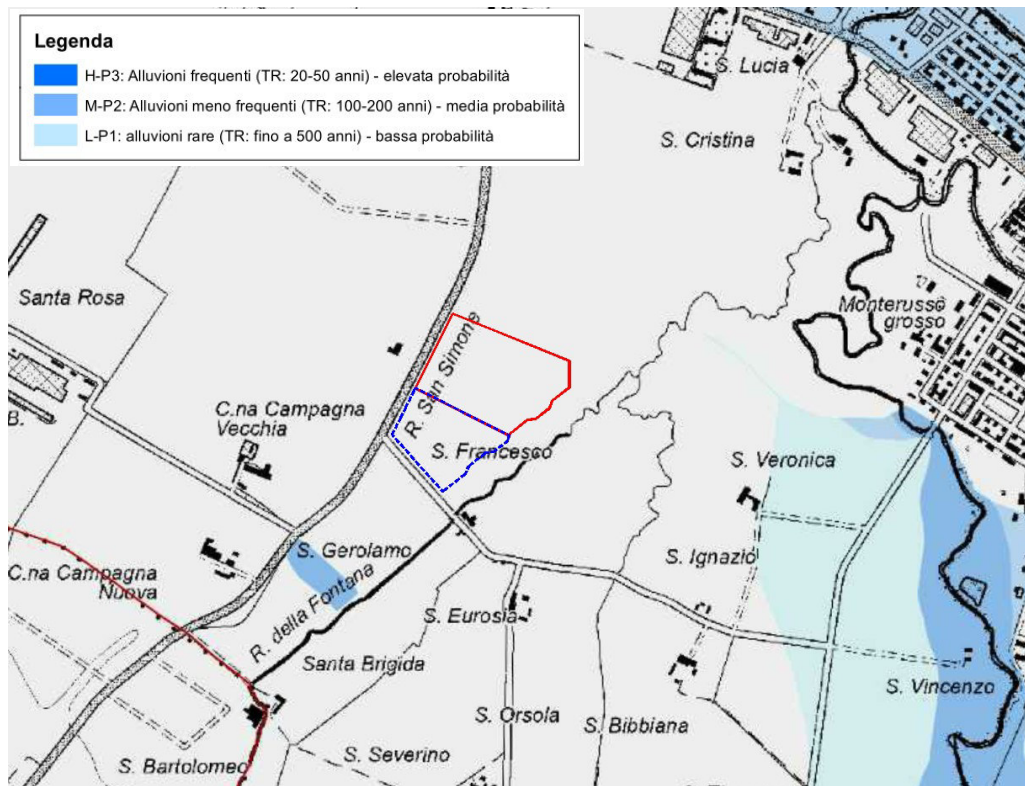 Legenda
H-P3: Alluvioni frequenti (TR: 20-50 anni) - elevata probabilità
M-P2: Alluvioni meno frequenti (TR: 100-200 anni) - media probabilità
L-P1: alluvioni rare (TR: fino a 500 anni) - bassa probabilità
S. Lucia
S. Cristina
Santa Rosa
Monterusso
grosso
R. San Simone
C.na Campagna
Vecchia
B.
S. Francesco
S. Veronica
S. Gerolamo
S. Ignazio
C.na Campagna
Nuova
R. della Fontana
S. Eurosia
Santa Brigida
S. Vincenzo
S. Orsola
S. Bibbiana
S. Severino
S. Bartolomeo